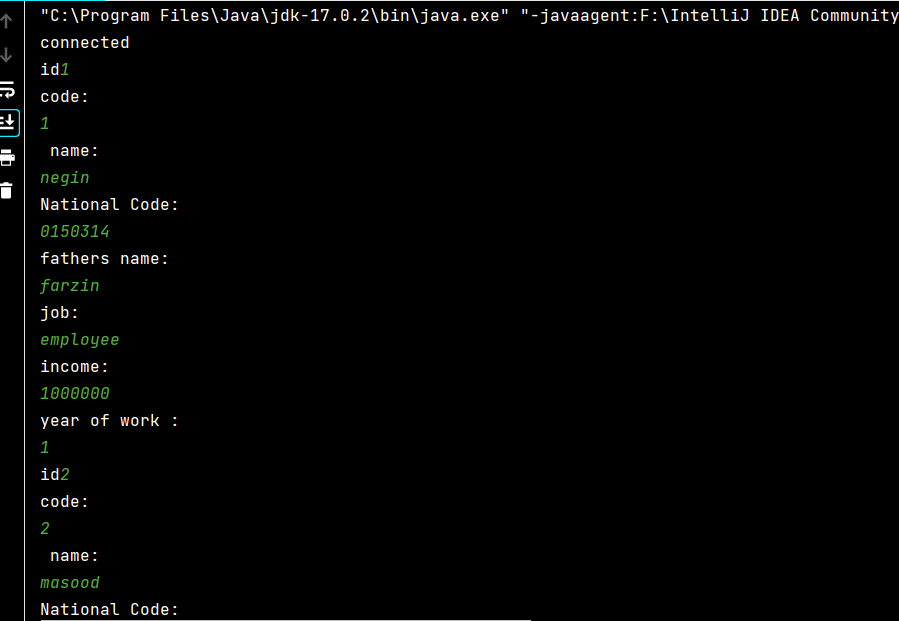 "C:\Program Files\Java\jdk-17.0.2\bin\java.exe" "-javaagent:F:\IntelliJ IDEA Community
connected
id1
code:
1
name:
negin
National Code:
0150314
fathers name:
farzin
job:
employee
income:
1000000
year of work :
1
id2
code:
2
name:
masood
National Code: